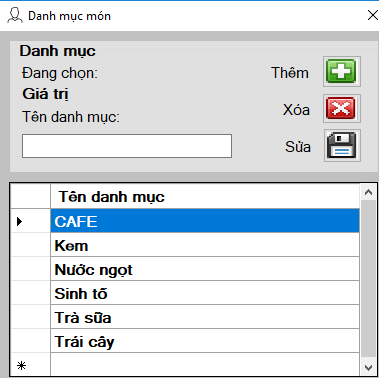 Danh mục món
Danh mục
Đang chọn:
Thêm
Giá trị
Xóa
Tên danh mục:
Sửa
Tên danh mục
CAFE
Kem
Nước ngọt
Sinh tố
Trà sữa
Trái cây